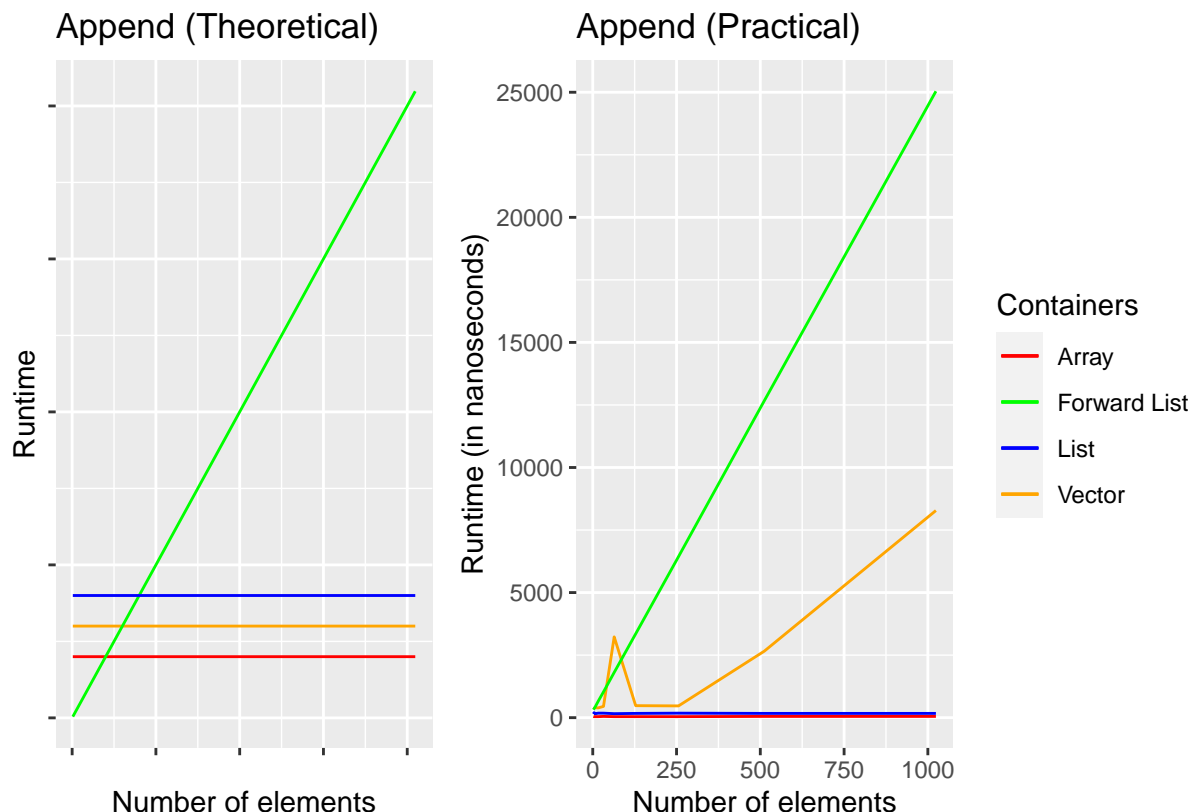 Append (Theoretical)
Runtime
Number of elements
Append (Practical)
Runtime (in nanoseconds)
25000
20000
15000
10000
5000
0
0 250 500 750 1000
Number of elements
Containers
Array
Forward List
List
Vector